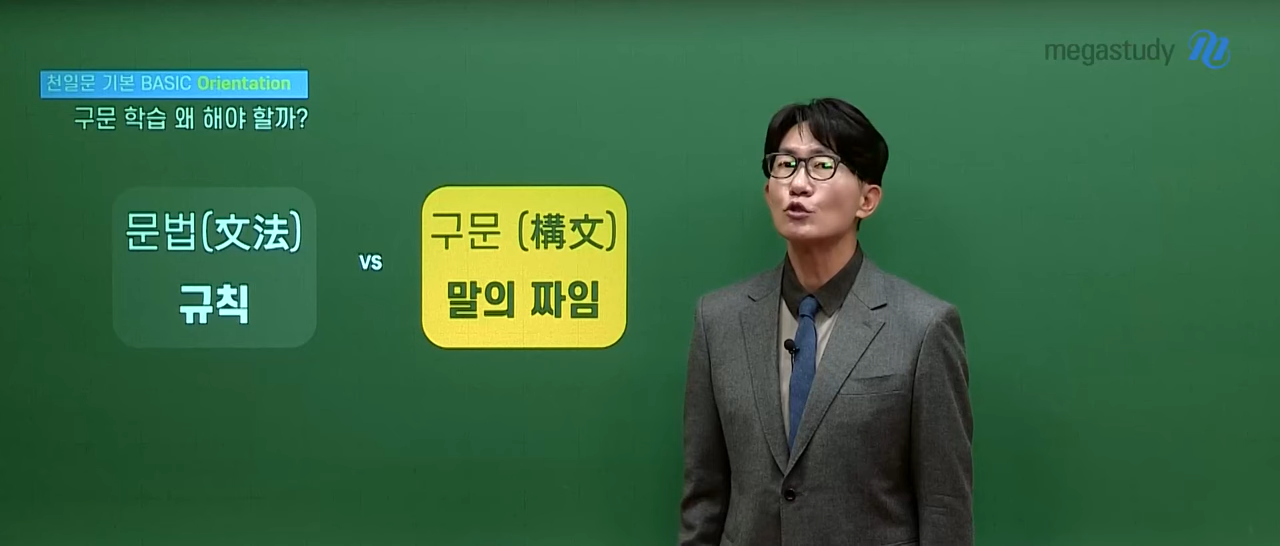 megastudy
천일문 기본 BASIC Orientation
구문 학습 왜 해야 할까?
문법(文法)
규칙
vs
구문 (構文)
말의 짜임